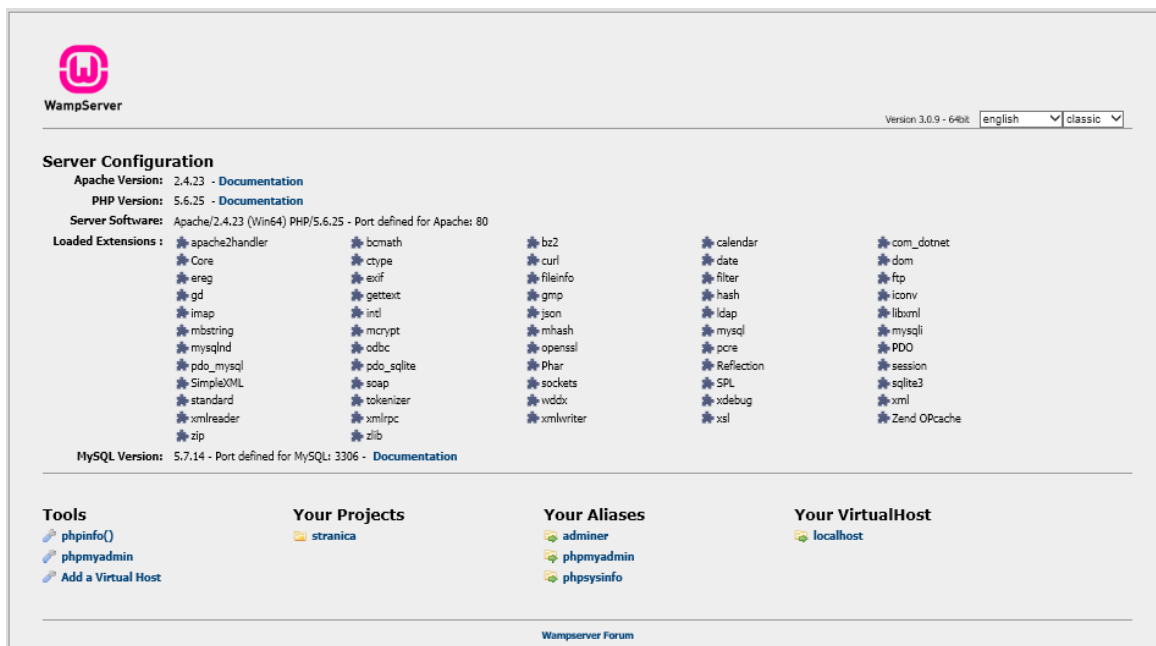 WampServer
Version 3.0.9 - 64bit english classic
Server Configuration
Apache Version: 2.4.23 - Documentation
PHP Version: 5.6.25 - Documentation
Server Software: Apache/2.4.23 (Win64) PHP/5.6.25 - Port defined for Apache: 80
Loaded Extensions : apache2handler bcmath bz2 calendar com_dotnet
Core ctype curl date dom
ereg exif fileinfo filter ftp
gd gettext gmp hash iconv
imap intl json ldap libxml
mbstring mcrypt mhash mysql mysqli
mysqlnd odbc openssl pcre PDO
pdo_mysql pdo_sqlite Phar Reflection session
SimpleXML soap sockets SPL sqlite3
standard tokenizer wddx xdebug xml
xmlreader xmlrpc xmlwriter xsl Zend OPcache
zip zlib
MySQL Version: 5.7.14 - Port defined for MySQL: 3306 - Documentation
Tools Your Projects Your Aliases Your VirtualHost
phpinfo() stranica adminer localhost
phpmyadmin phpmyadmin
Add a Virtual Host phpsysinfo
Wampserver Forum